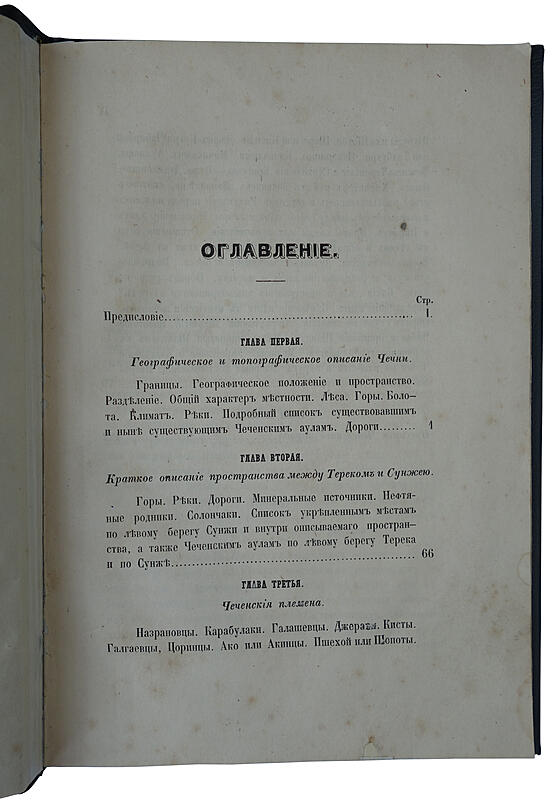 ОГЛАВЛЕНІЕ.
Стр.
Предисловіе......................................................... I.
ГЛАВА ПЕРВАЯ.
Географическое и топографическое описаніе Чечни.
Границы. Географическое положеніе и пространство.
Раздѣленіе. Общій характеръ мѣстности. Лѣса. Горы. Боло-
та. Климатъ. Рѣки. Подробный списокъ существовавшимъ
и нынѣ существующимъ Чеченскимъ ауламъ. Дороги......... 1
ГЛАВА ВТОРАЯ.
Краткое описаніе пространства между Терекомъ и Сунжею.
Горы. Рѣки. Дороги. Минеральные источники. Нефтя-
ные родники. Солончаки. Списокъ укрѣпленнымъ мѣстамъ
по лѣвому берегу Сунжи и внутри описываемаго простран-
ства, а также Чеченскимъ ауламъ по лѣвому берегу Терека
и по Сунжѣ.................................................. 66
ГЛАВА ТРЕТЬЯ.
Чеченскія племена.
Назрановцы. Карабулаки. Галашевцы. Джерахи. Кисты.
Галгаевцы, Цоринцы. Ако или Акинцы. Пшехой или Шопоты.